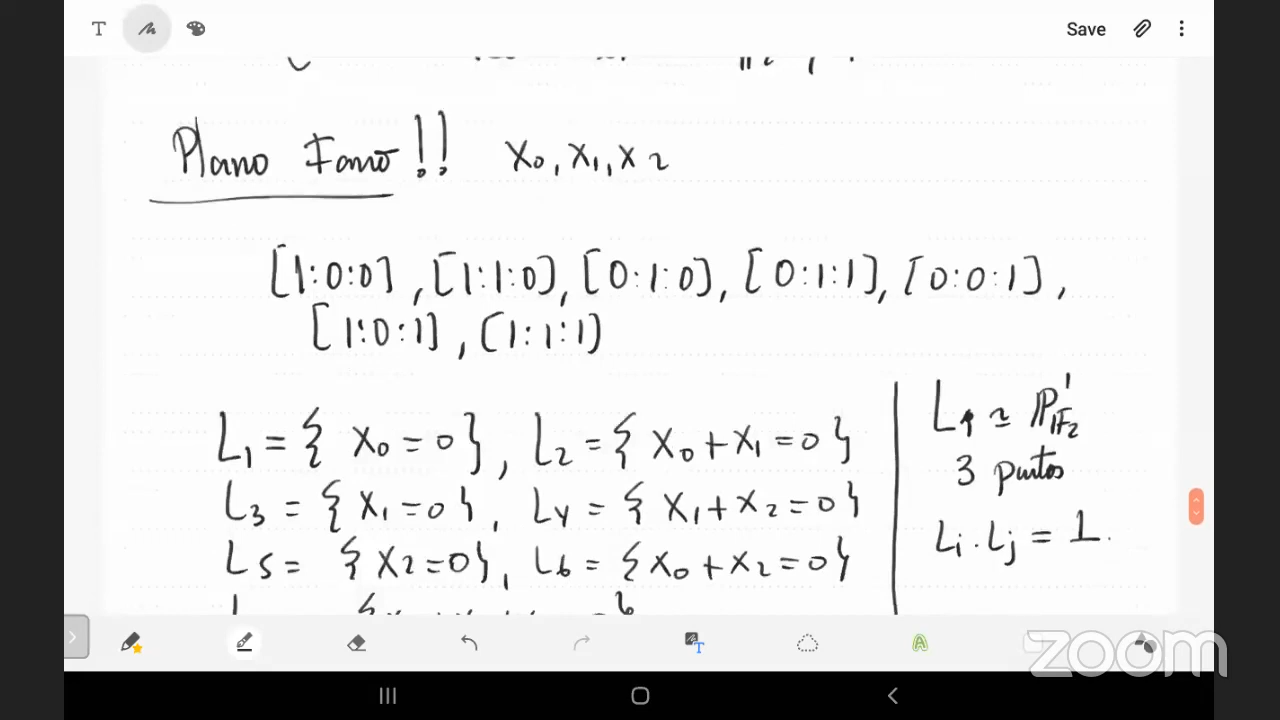 T Save
Plano Fano!! x₀, x₁, x₂
[1:0:0], [1:1:0], [0:1:0], [0:1:1], [0:0:1],
[1:0:1], [1:1:1]
L₁ = { x₀ = 0 }, L₂ = { x₀ + x₁ = 0 }
L₃ = { x₁ = 0 }, L₄ = { x₁ + x₂ = 0 }
L₅ = { x₂ = 0 }, L₆ = { x₀ + x₂ = 0 }
L₁ ≃ ℙ¹_𝔽₂
3 puntos
Lᵢ . Lⱼ = 1.
zoom